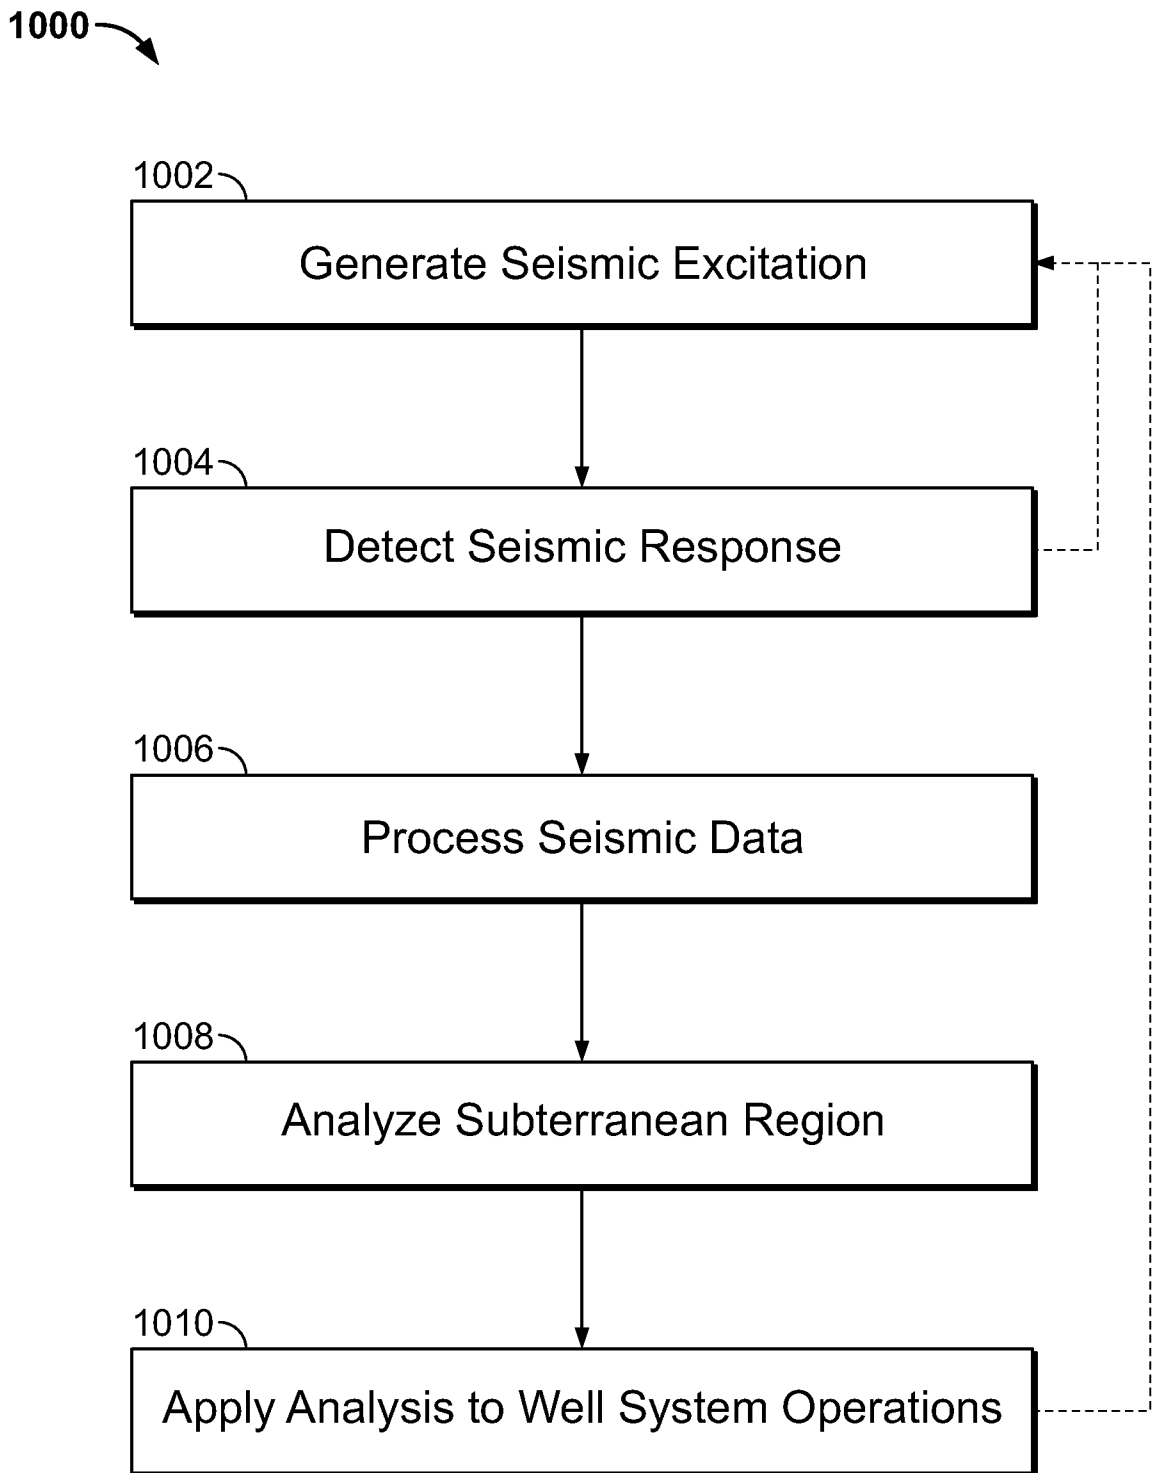 1000
1002
Generate Seismic Excitation
1004
Detect Seismic Response
1006
Process Seismic Data
1008
Analyze Subterranean Region
1010
Apply Analysis to Well System Operations